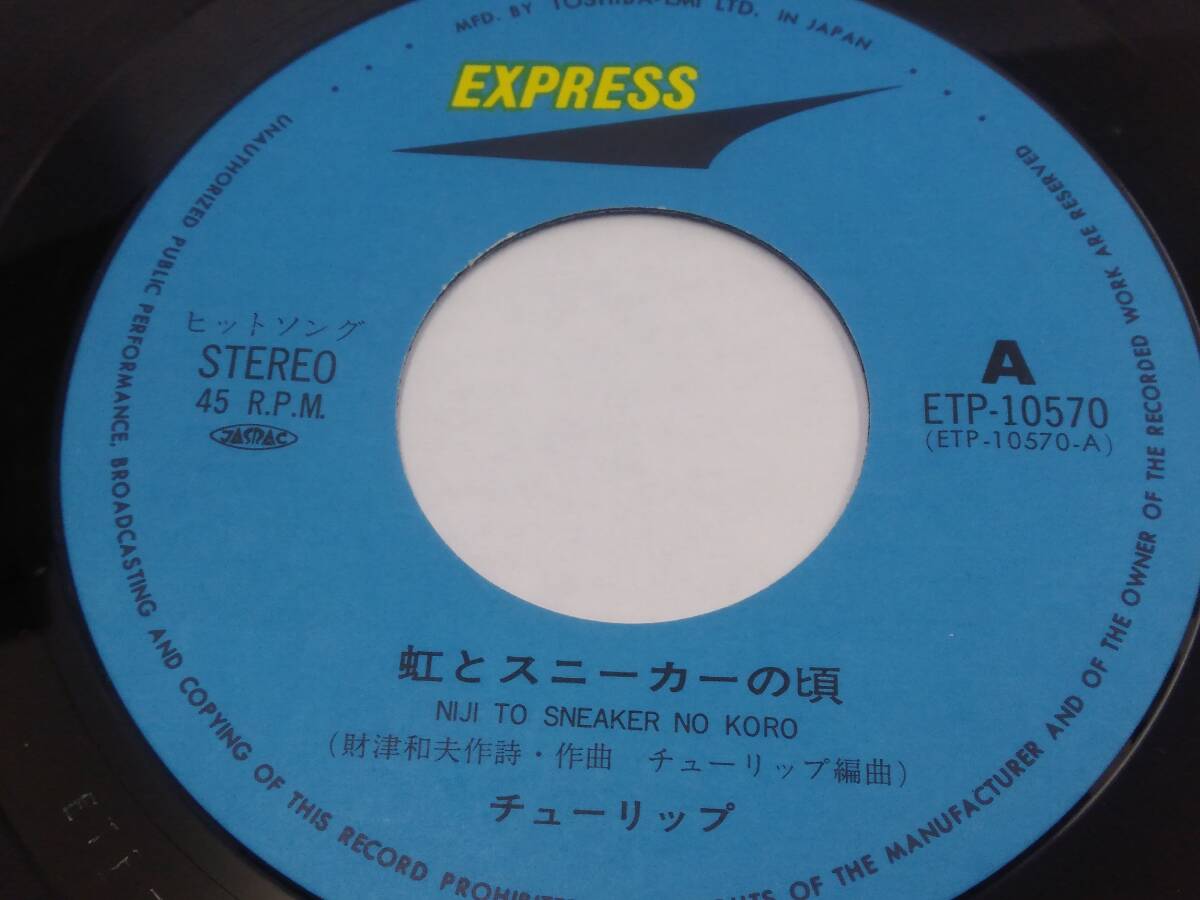 MFD. BY TOSHIBA-EMI LTD. IN JAPAN
EXPRESS
ヒットソング
STEREO
45 R.P.M.
JASRAC
A
ETP-10570
(ETP-10570-A)
虹とスニーカーの頃
NIJI TO SNEAKER NO KORO
(財津和夫作詩・作曲 チューリップ編曲)
チューリップ
UNAUTHORIZED PUBLIC PERFORMANCE, BROADCASTING AND COPYING OF THIS RECORD PROHIBITED OF THE MANUFACTURER AND OF THE OWNER OF THE RECORDED WORK ARE RESERVED